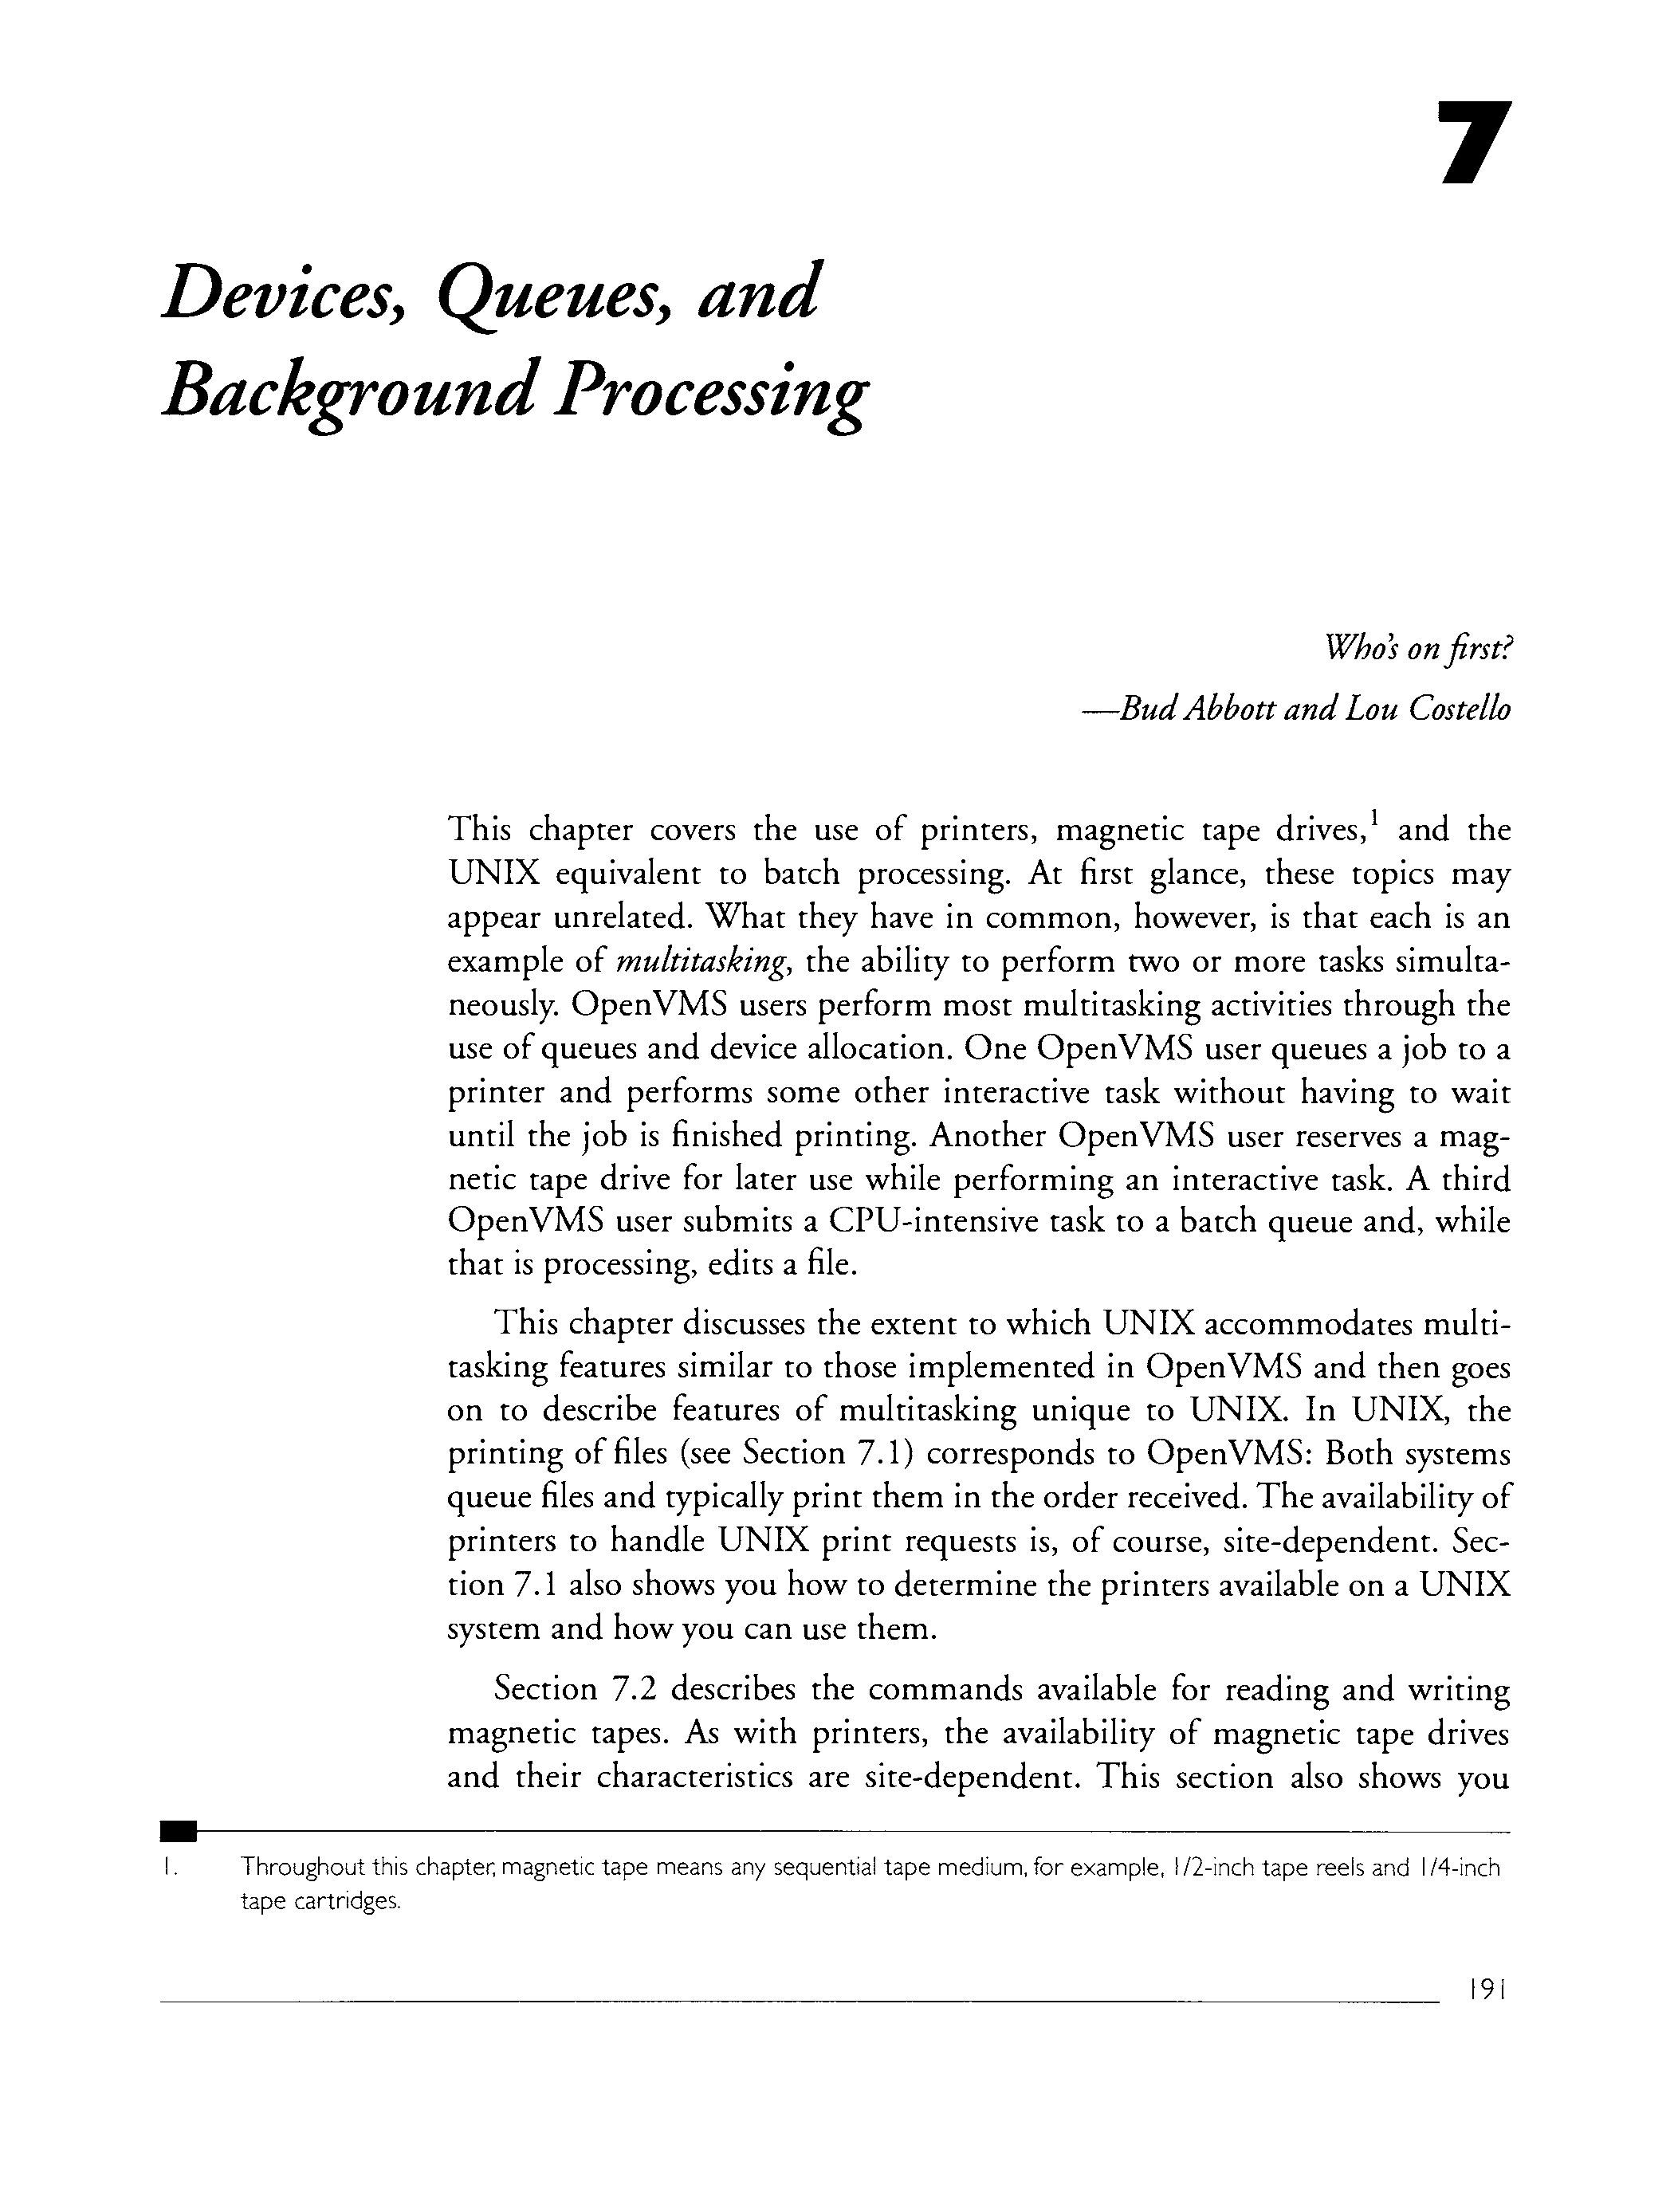 7
Devices, Queues, and
Background Processing
Who's on first?
—Bud Abbott and Lou Costello
This chapter covers the use of printers, magnetic tape drives,1 and the
UNIX equivalent to batch processing. At first glance, these topics may
appear unrelated. What they have in common, however, is that each is an
example of multitasking, the ability to perform two or more tasks simulta-
neously. OpenVMS users perform most multitasking activities through the
use of queues and device allocation. One OpenVMS user queues a job to a
printer and performs some other interactive task without having to wait
until the job is finished printing. Another OpenVMS user reserves a mag-
netic tape drive for later use while performing an interactive task. A third
OpenVMS user submits a CPU-intensive task to a batch queue and, while
that is processing, edits a file.
This chapter discusses the extent to which UNIX accommodates multi-
tasking features similar to those implemented in OpenVMS and then goes
on to describe features of multitasking unique to UNIX. In UNIX, the
printing of files (see Section 7.1) corresponds to OpenVMS: Both systems
queue files and typically print them in the order received. The availability of
printers to handle UNIX print requests is, of course, site-dependent. Sec-
tion 7.1 also shows you how to determine the printers available on a UNIX
system and how you can use them.
Section 7.2 describes the commands available for reading and writing
magnetic tapes. As with printers, the availability of magnetic tape drives
and their characteristics are site-dependent. This section also shows you
1. Throughout this chapter, magnetic tape means any sequential tape medium, for example, 1/2-inch tape reels and 1/4-inch
tape cartridges.
191